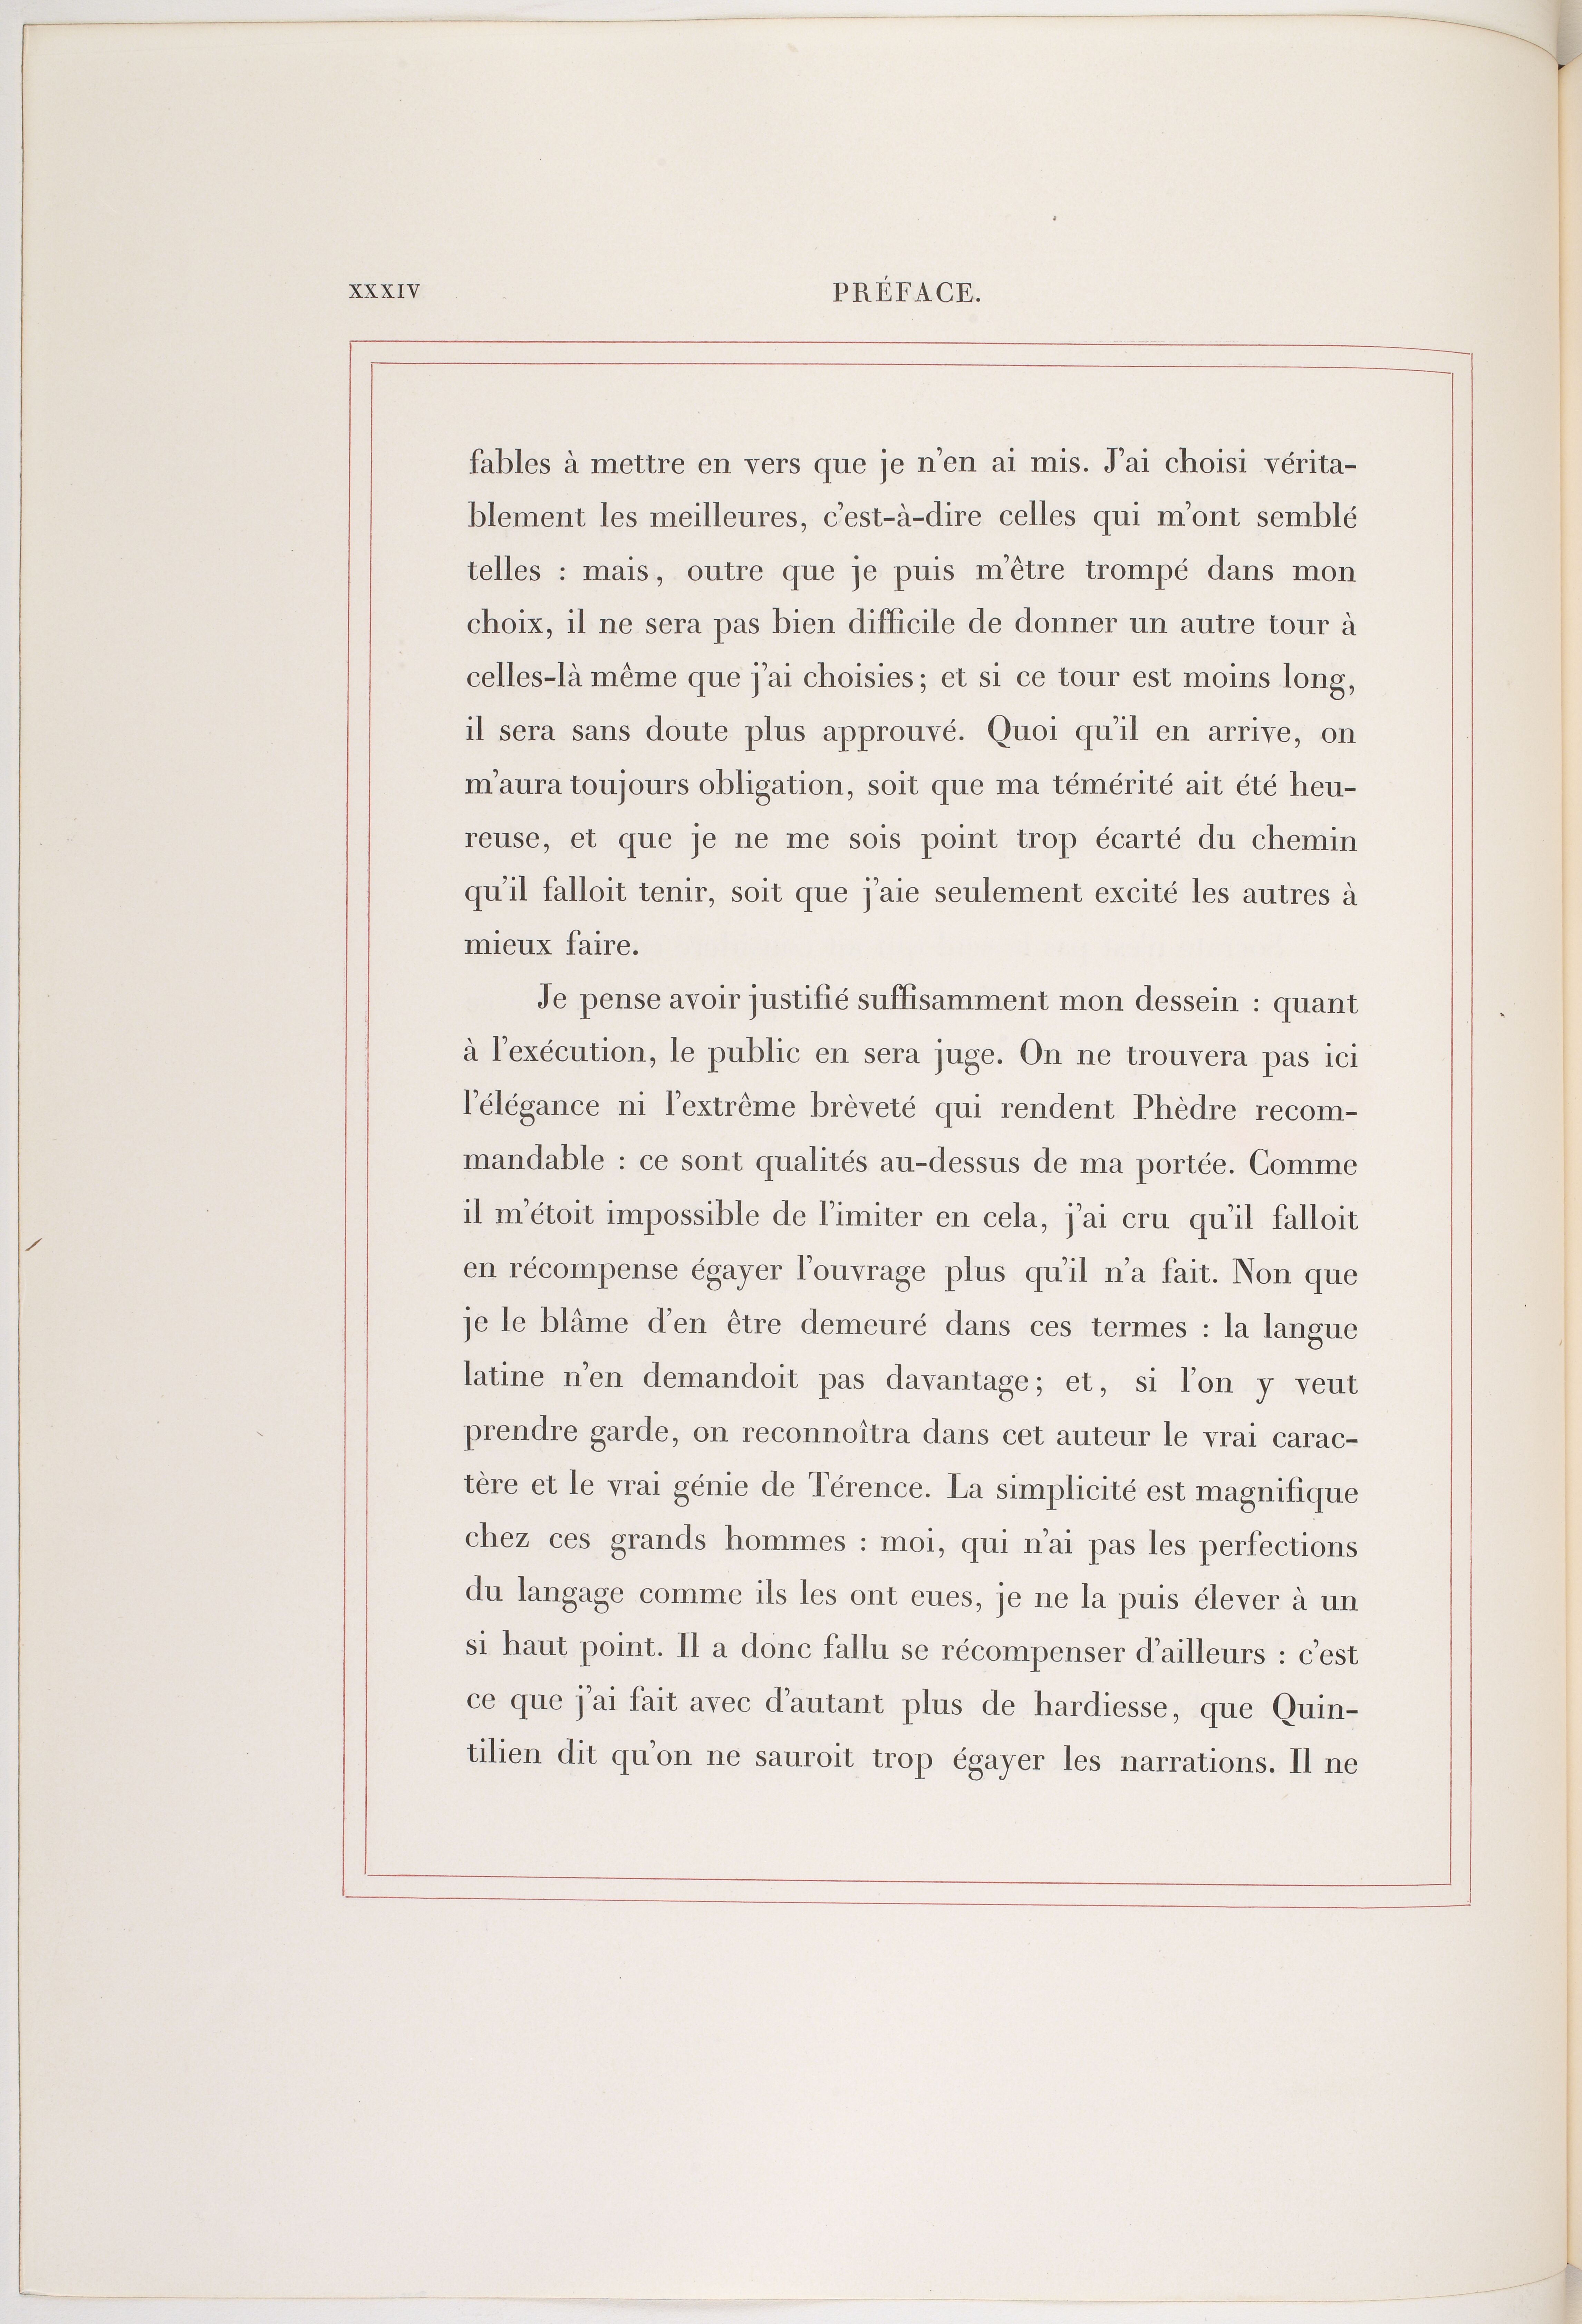 XXXIV
PRÉFACE.
fables à mettre en vers que je n'en ai mis. J'ai choisi vérita-
blement les meilleures, c'est-à-dire celles qui m'ont semblé
telles : mais, outre que je puis m'être trompé dans mon
choix, il ne sera pas bien difficile de donner un autre tour à
celles-là même que j'ai choisies; et si ce tour est moins long,
il sera sans doute plus approuvé. Quoi qu'il en arrive, on
m'aura toujours obligation, soit que ma témérité ait été heu-
reuse, et que je ne me sois point trop écarté du chemin
qu'il falloit tenir, soit que j'aie seulement excité les autres à
mieux faire.
Je pense avoir justifié suffisamment mon dessein : quant
à l'exécution, le public en sera juge. On ne trouvera pas ici
l'élégance ni l'extrême brèveté qui rendent Phèdre recom-
mandable : ce sont qualités au-dessus de ma portée. Comme
il m'étoit impossible de l'imiter en cela, j'ai cru qu'il falloit
en récompense égayer l'ouvrage plus qu'il n'a fait. Non que
je le blâme d'en être demeuré dans ces termes : la langue
latine n'en demandoit pas davantage; et, si l'on y veut
prendre garde, on reconnoîtra dans cet auteur le vrai carac-
tère et le vrai génie de Térence. La simplicité est magnifique
chez ces grands hommes : moi, qui n'ai pas les perfections
du langage comme ils les ont eues, je ne la puis élever à un
si haut point. Il a donc fallu se récompenser d'ailleurs : c'est
ce que j'ai fait avec d'autant plus de hardiesse, que Quin-
tilien dit qu'on ne sauroit trop égayer les narrations. Il ne